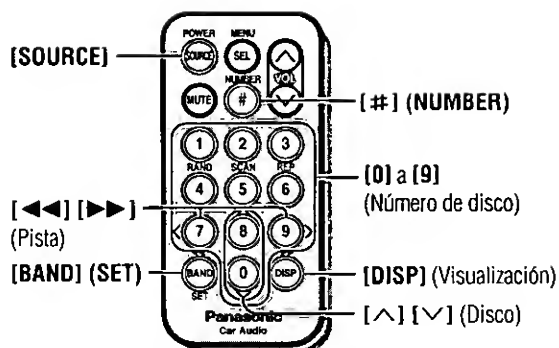 POWER MENU
[SOURCE] SOURCE SEL VOL
NUMBER
MUTE # [#] (NUMBER)
1 2 3
RAND SCAN REP
4 5 6
[0] a [9]
(Número de disco)
[◀◀] [▶▶]
(Pista)
< 7 8 9 >
[BAND] (SET) BAND 0 DISP [DISP] (Visualización)
SET
[∧] [∨] (Disco)
Panasonic
Car Audio